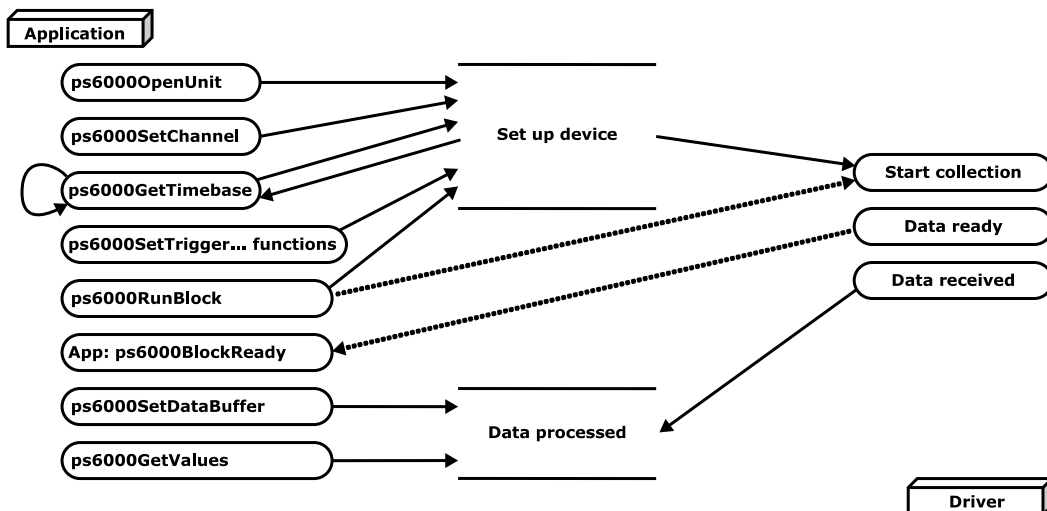 Application
ps6000OpenUnit
ps6000SetChannel
ps6000GetTimebase
ps6000SetTrigger... functions
ps6000RunBlock
App: ps6000BlockReady
ps6000SetDataBuffer
ps6000GetValues
Set up device
Data processed
Start collection
Data ready
Data received
Driver